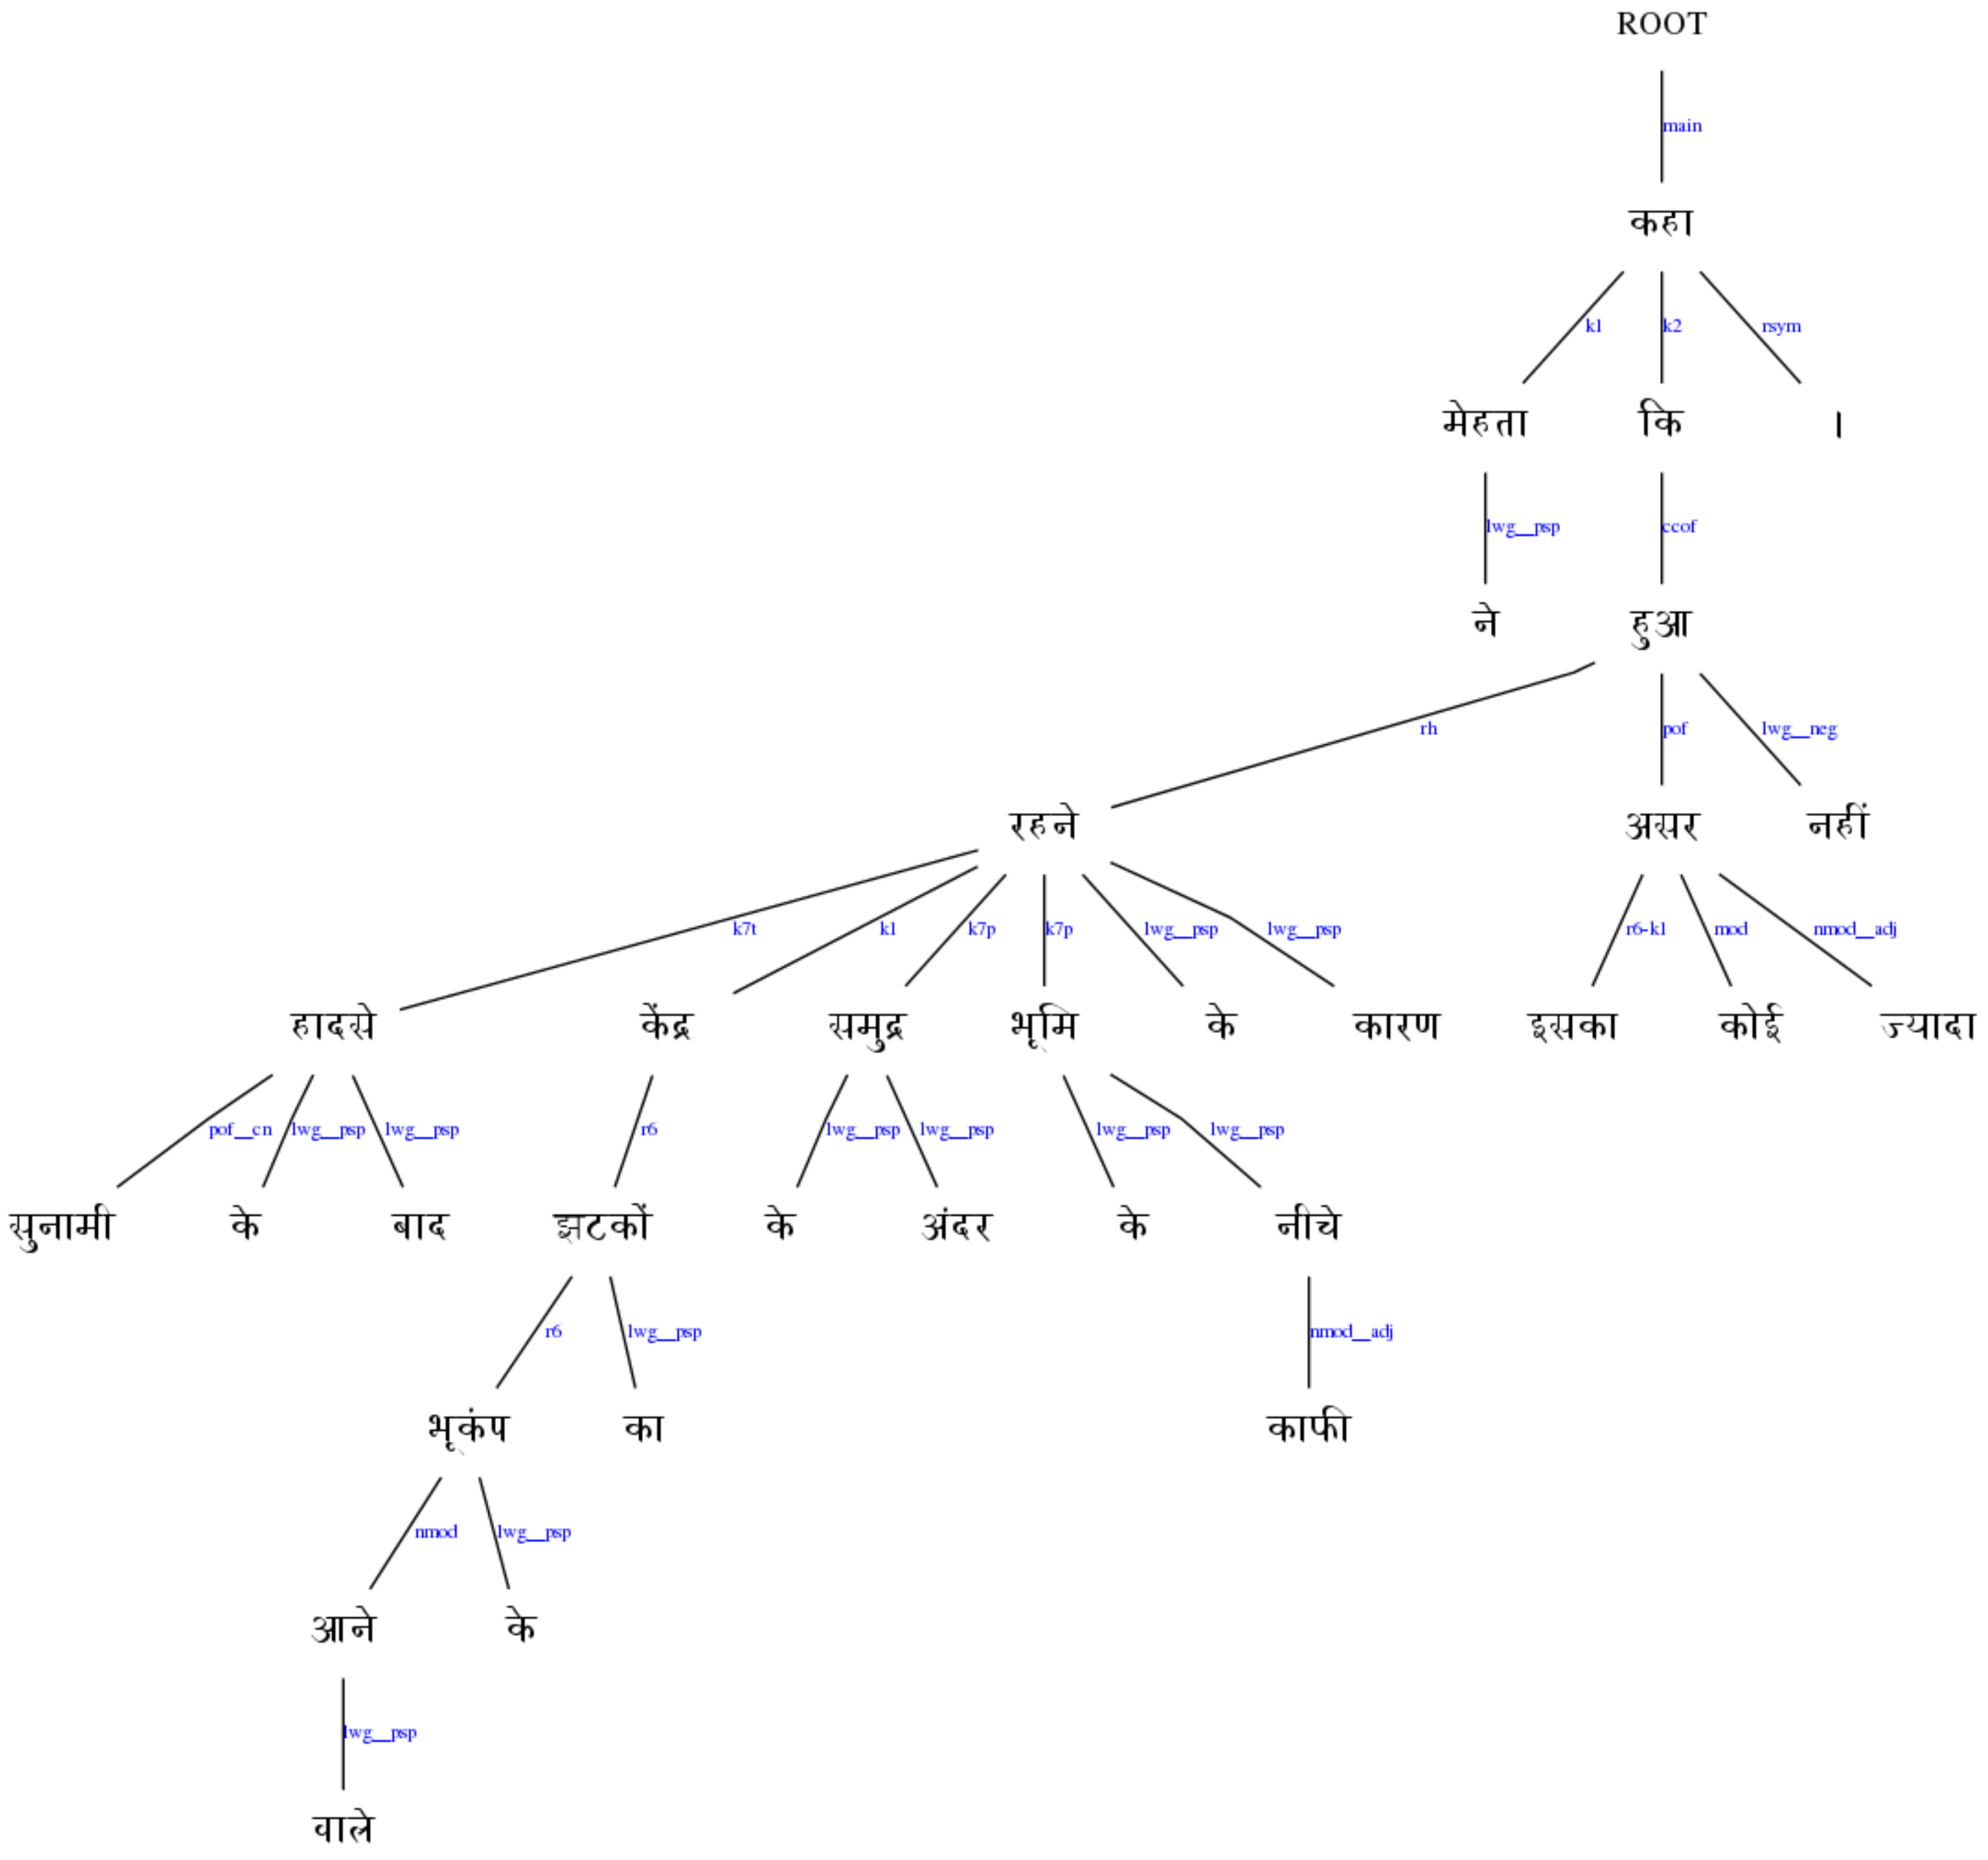 ROOT
main
कहा
k1 k2 rsym
मेहता कि ।
lwg__psp ccof
ने हुआ
rh pof lwg__neg
रहने असर नहीं
k7t k1 k7p k7p lwg__psp lwg__psp r6-k1 mod nmod__adj
हादसे केंद्र समुद्र भूमि के कारण इसका कोई ज्यादा
pof__cn lwg__psp lwg__psp r6 lwg__psp lwg__psp lwg__psp lwg__psp
सुनामी के बाद झटकों के अंदर के नीचे
r6 lwg__psp nmod__adj
भूकंप का काफी
nmod lwg__psp
आने के
lwg__psp
वाले